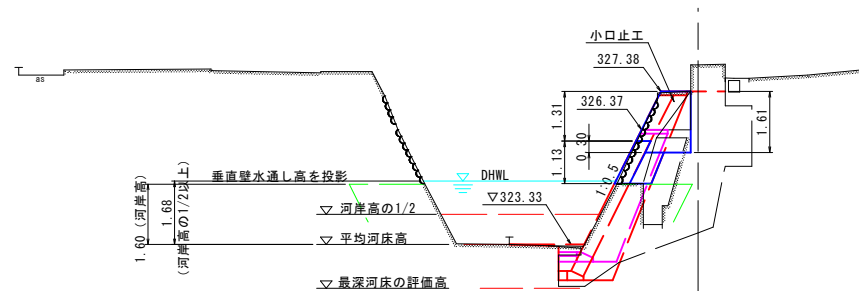 小口止工
327.38
as
326.37
1.31
0.30
1.13
1.61
1:0.5
垂直壁水通し高を投影
DHWL
▽323.33
河岸高の1/2
平均河床高
最深河床の評価高
1.60 (河岸高)
1.68
(河岸高の1/2以上)